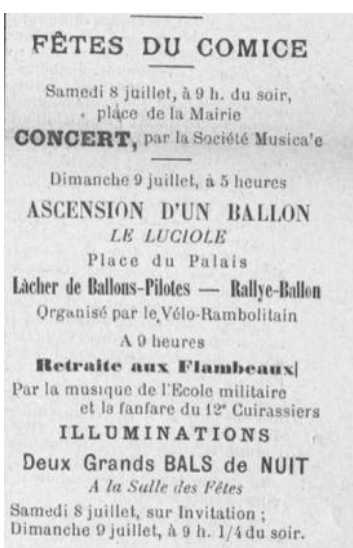 FÊTES DU COMICE
Samedi 8 juillet, à 9 h. du soir,
place de la Mairie
CONCERT, par la Société Musica'e
Dimanche 9 juillet, à 5 heures
ASCENSION D'UN BALLON
LE LUCIOLE
Place du Palais
Làcher de Ballons-Pilotes — Rallye-Ballon
Organisé par le Vélo-Rambolitain
A 9 heures
Retraite aux Flambeaux
Par la musique de l'Ecole militaire
et la fanfare du 12e Cuirassiers
ILLUMINATIONS
Deux Grands BALS de NUIT
A la Salle des Fêtes
Samedi 8 juillet, sur Invitation ;
Dimanche 9 juillet, à 9 h. 1/4 du soir.